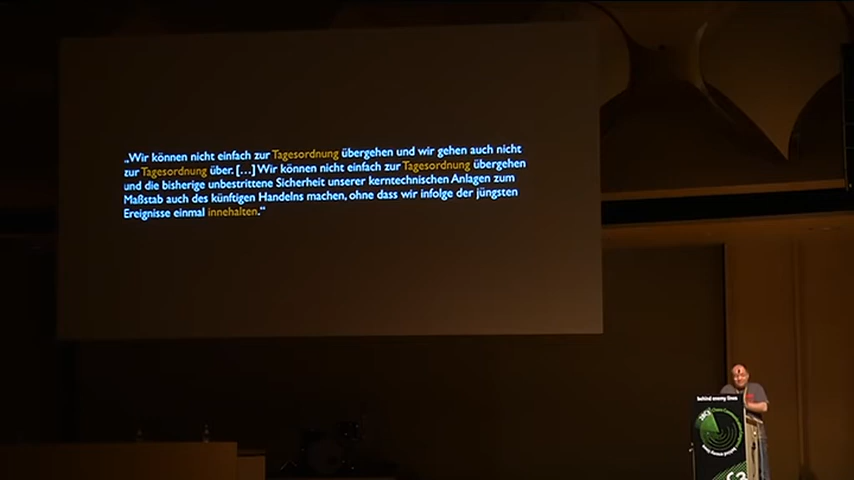 „Wir können nicht einfach zur Tagesordnung übergehen und wir gehen auch nicht
zur Tagesordnung über. […] Wir können nicht einfach zur Tagesordnung übergehen
und die bisherige unbestrittene Sicherheit unserer kerntechnischen Anlagen zum
Maßstab auch des künftigen Handelns machen, ohne dass wir infolge der jüngsten
Ereignisse einmal innehalten.“
behind enemy lines